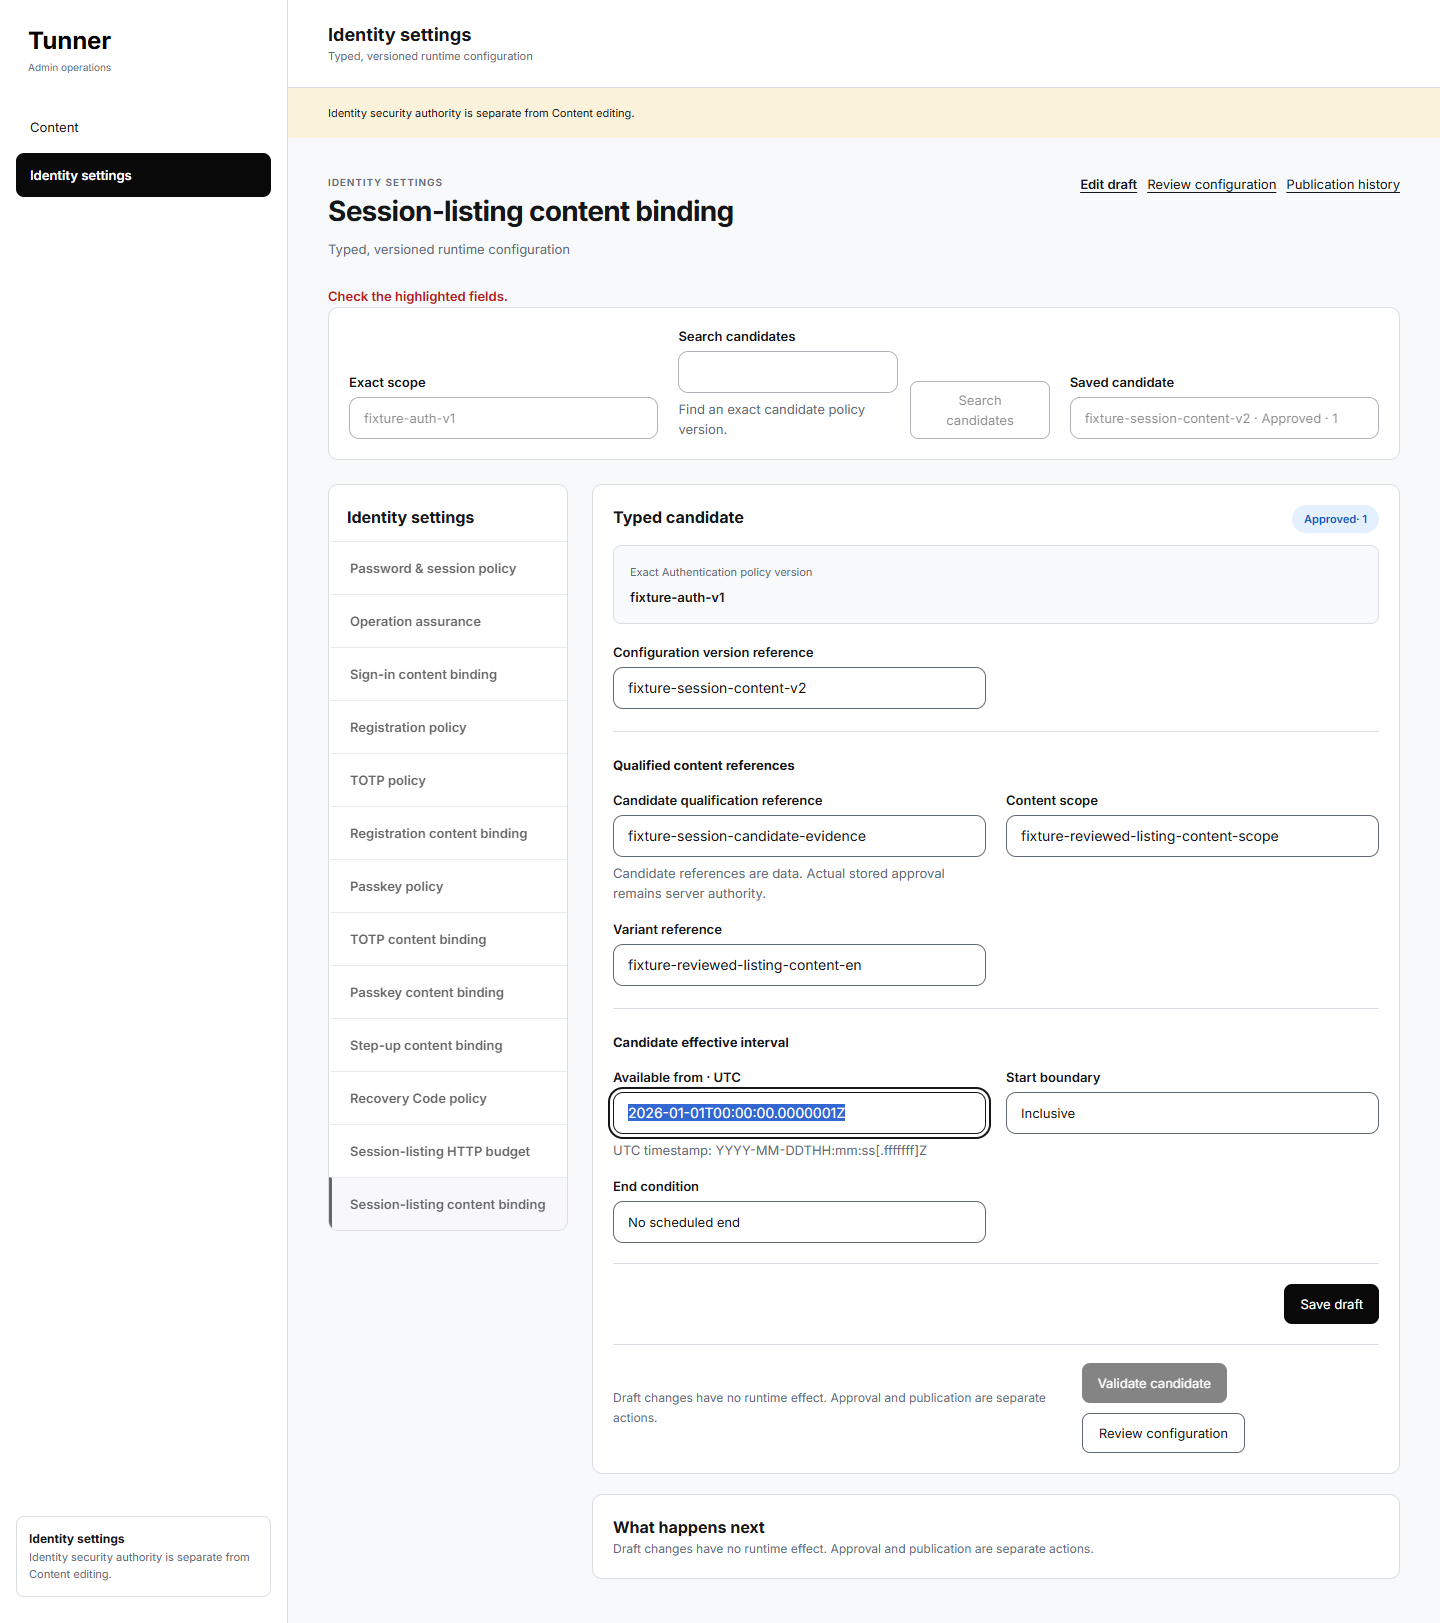 Tunner
Admin operations
Content
Identity settings
Identity settings
Identity security authority is separate from
Content editing.
Identity settings
Typed, versioned runtime configuration
Identity security authority is separate from Content editing.
IDENTITY SETTINGS
Session-listing content binding
Typed, versioned runtime configuration
Edit draft Review configuration Publication history
Check the highlighted fields.
Exact scope
fixture-auth-v1
Search candidates
Find an exact candidate policy
version.
Search
candidates
Saved candidate
fixture-session-content-v2 · Approved · 1
Identity settings
Password & session policy
Operation assurance
Sign-in content binding
Registration policy
TOTP policy
Registration content binding
Passkey policy
TOTP content binding
Passkey content binding
Step-up content binding
Recovery Code policy
Session-listing HTTP budget
Session-listing content binding
Typed candidate
Approved· 1
Exact Authentication policy version
fixture-auth-v1
Configuration version reference
fixture-session-content-v2
Qualified content references
Candidate qualification reference
fixture-session-candidate-evidence
Candidate references are data. Actual stored approval
remains server authority.
Content scope
fixture-reviewed-listing-content-scope
Variant reference
fixture-reviewed-listing-content-en
Candidate effective interval
Available from · UTC
2026-01-01T00:00:00.0000001Z
UTC timestamp: YYYY-MM-DDTHH:mm:ss[.fffffff]Z
Start boundary
Inclusive
End condition
No scheduled end
Save draft
Draft changes have no runtime effect. Approval and publication are separate
actions.
Validate candidate
Review configuration
What happens next
Draft changes have no runtime effect. Approval and publication are separate actions.